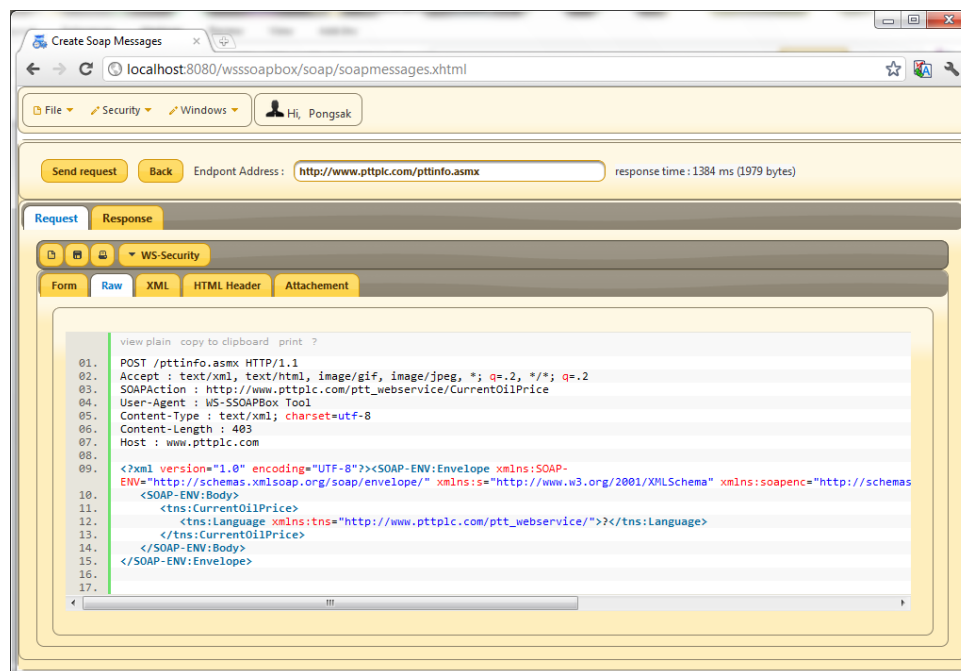 Create Soap Messages
localhost:8080/wsssoapbox/soap/soapmessages.xhtml
File Security Windows Hi, Pongsak
Send request Back Endpont Address : http://www.pttplc.com/pttinfo.asmx response time : 1384 ms (1979 bytes)
Request Response
WS-Security
Form Raw XML HTML Header Attachement
view plain copy to clipboard print ?
01. POST /pttinfo.asmx HTTP/1.1
02. Accept : text/xml, text/html, image/gif, image/jpeg, *; q=.2, */*; q=.2
03. SOAPAction : http://www.pttplc.com/ptt_webservice/CurrentOilPrice
04. User-Agent : WS-SSOAPBox Tool
05. Content-Type : text/xml; charset=utf-8
06. Content-Length : 403
07. Host : www.pttplc.com
08.
09. <?xml version="1.0" encoding="UTF-8"?><SOAP-ENV:Envelope xmlns:SOAP-
ENV="http://schemas.xmlsoap.org/soap/envelope/" xmlns:s="http://www.w3.org/2001/XMLSchema" xmlns:soapenc="http://schemas
10. <SOAP-ENV:Body>
11. <tns:CurrentOilPrice>
12. <tns:Language xmlns:tns="http://www.pttplc.com/ptt_webservice/">?</tns:Language>
13. </tns:CurrentOilPrice>
14. </SOAP-ENV:Body>
15. </SOAP-ENV:Envelope>
16.
17.